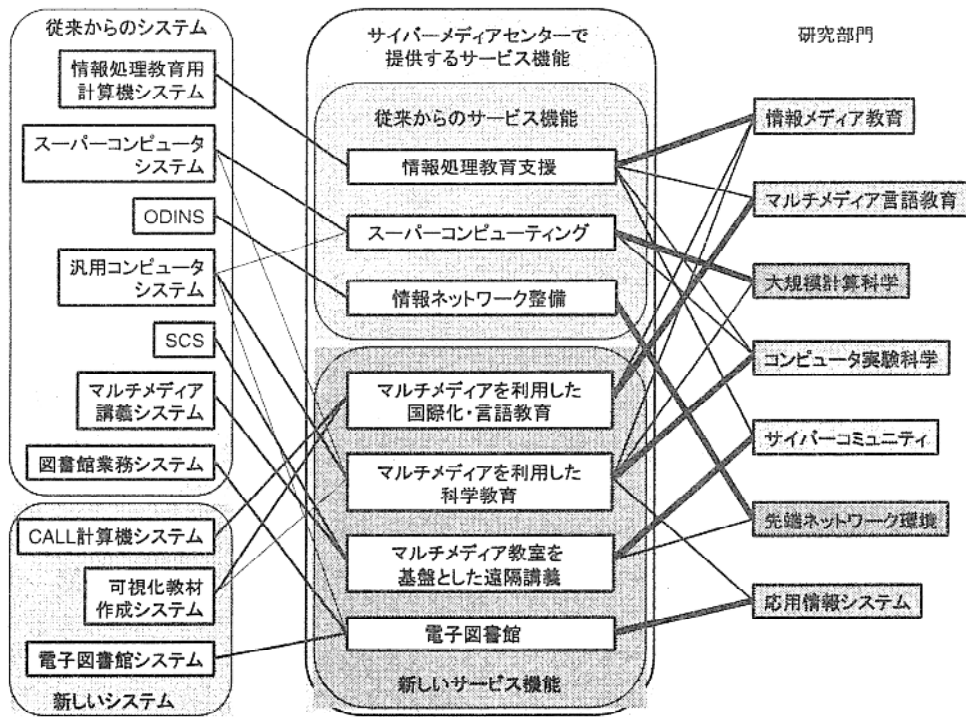 従来からのシステム
情報処理教育用
計算機システム
スーパーコンピュータ
システム
ODINS
汎用コンピュータ
システム
SCS
マルチメディア
講義システム
図書館業務システム
CALL計算機システム
可視化教材
作成システム
電子図書館システム
新しいシステム
サイバーメディアセンターで
提供するサービス機能
従来からのサービス機能
情報処理教育支援
スーパーコンピューティング
情報ネットワーク整備
マルチメディアを利用した
国際化・言語教育
マルチメディアを利用した
科学教育
マルチメディア教室を
基盤とした遠隔講義
電子図書館
新しいサービス機能
研究部門
情報メディア教育
マルチメディア言語教育
大規模計算科学
コンピュータ実験科学
サイバーコミュニティ
先端ネットワーク環境
応用情報システム